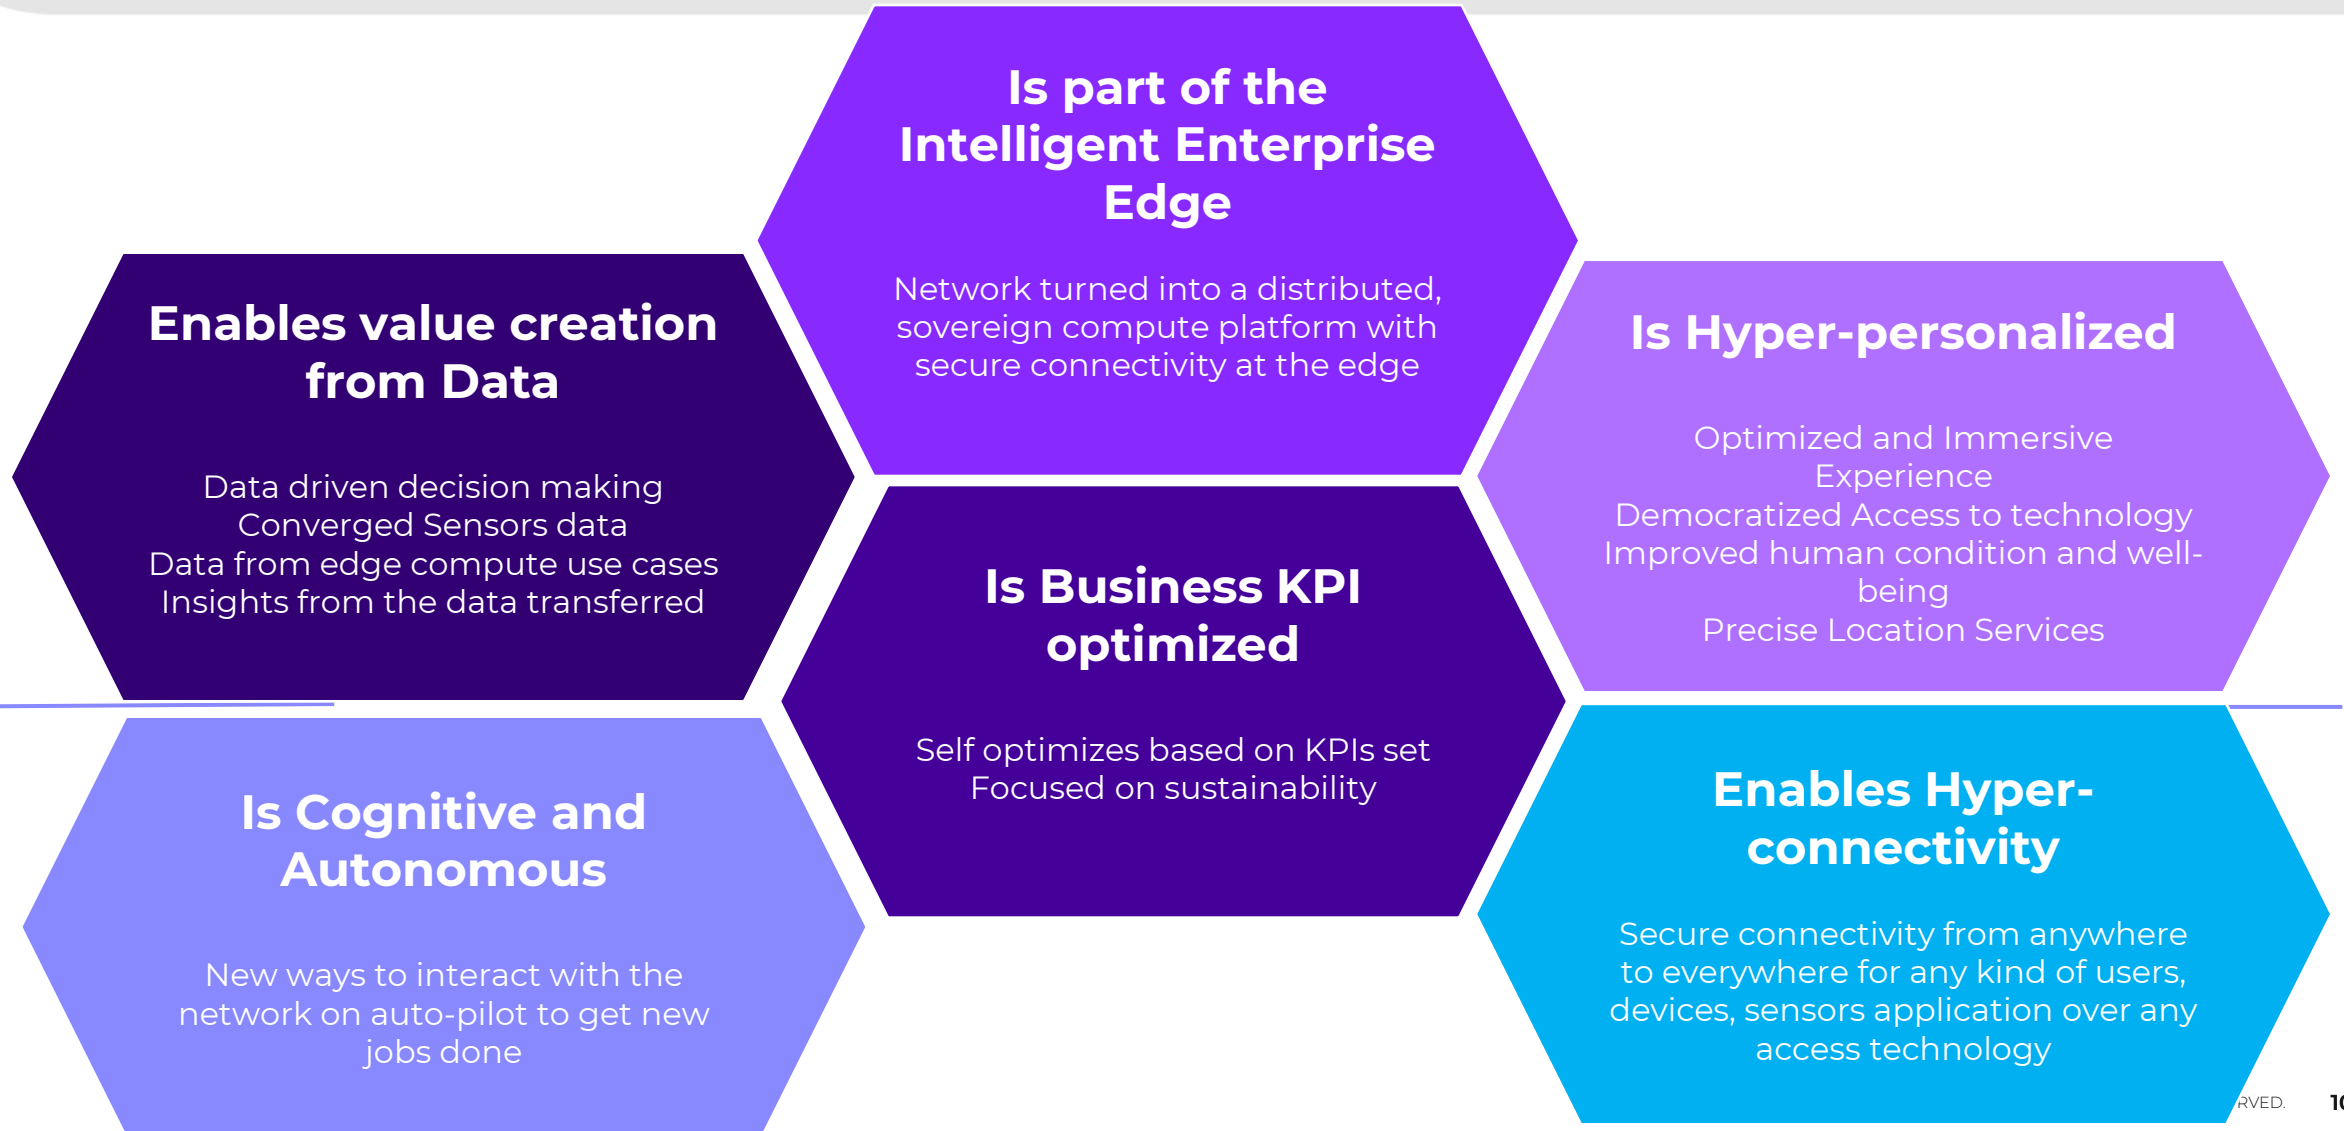 Is part of the
Intelligent Enterprise
Edge
Network turned into a distributed,
sovereign compute platform with
secure connectivity at the edge
Enables value creation
from Data
Data driven decision making
Converged Sensors data
Data from edge compute use cases
Insights from the data transferred
Is Hyper-personalized
Optimized and Immersive
Experience
Democratized Access to technology
Improved human condition and well-
being
Precise Location Services
Is Business KPI
optimized
Self optimizes based on KPIs set
Focused on sustainability
Is Cognitive and
Autonomous
New ways to interact with the
network on auto-pilot to get new
jobs done
Enables Hyper-
connectivity
Secure connectivity from anywhere
to everywhere for any kind of users,
devices, sensors application over any
access technology
RVED.